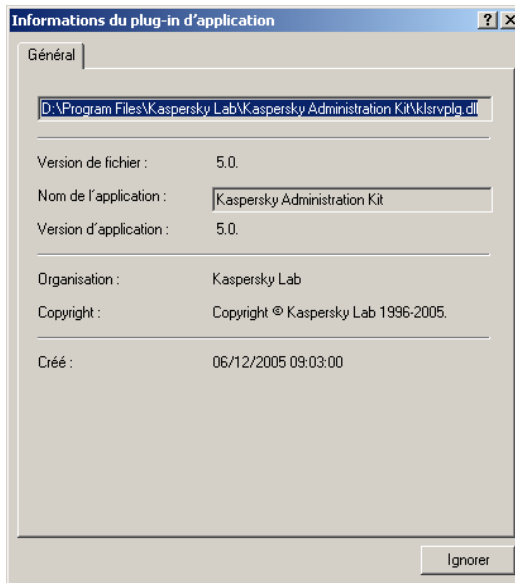 Informations du plug-in d'application
Général
D:\Program Files\Kaspersky Lab\Kaspersky Administration Kit\klsrvplg.dll
Version de fichier : 5.0.
Nom de l'application : Kaspersky Administration Kit
Version d'application : 5.0.
Organisation : Kaspersky Lab
Copyright : Copyright © Kaspersky Lab 1996-2005.
Créé : 06/12/2005 09:03:00
Ignorer